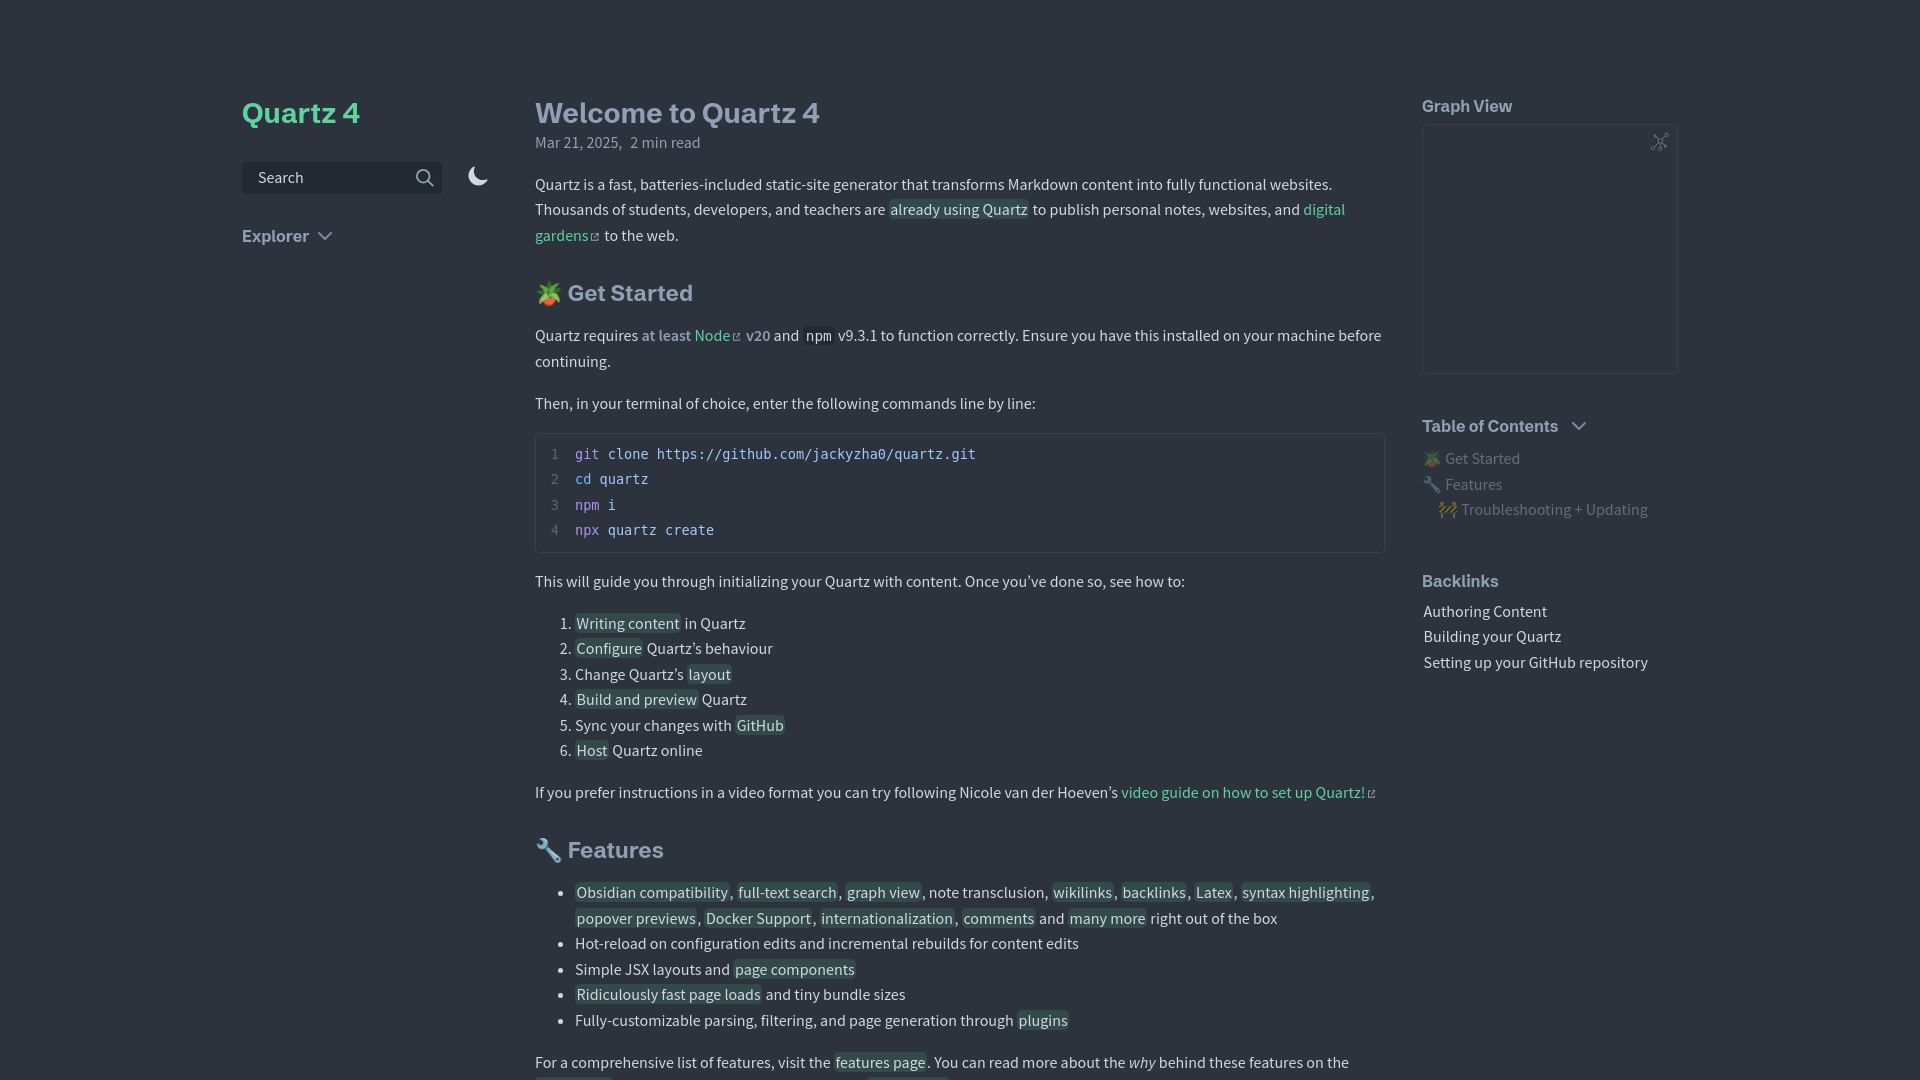 Quartz 4
Search
Explorer
Welcome to Quartz 4
Mar 21, 2025, 2 min read
Quartz is a fast, batteries-included static-site generator that transforms Markdown content into fully functional websites.
Thousands of students, developers, and teachers are already using Quartz to publish personal notes, websites, and digital
gardens to the web.
🪴 Get Started
Quartz requires at least Node v20 and npm v9.3.1 to function correctly. Ensure you have this installed on your machine before
continuing.
Then, in your terminal of choice, enter the following commands line by line:
1 git clone https://github.com/jackyzha0/quartz.git
2 cd quartz
3 npm i
4 npx quartz create
This will guide you through initializing your Quartz with content. Once you’ve done so, see how to:
1. Writing content in Quartz
2. Configure Quartz’s behaviour
3. Change Quartz’s layout
4. Build and preview Quartz
5. Sync your changes with GitHub
6. Host Quartz online
If you prefer instructions in a video format you can try following Nicole van der Hoeven’s video guide on how to set up Quartz!
🔧 Features
• Obsidian compatibility, full-text search, graph view, note transclusion, wikilinks, backlinks, Latex, syntax highlighting,
popover previews, Docker Support, internationalization, comments and many more right out of the box
• Hot-reload on configuration edits and incremental rebuilds for content edits
• Simple JSX layouts and page components
• Ridiculously fast page loads and tiny bundle sizes
• Fully-customizable parsing, filtering, and page generation through plugins
For a comprehensive list of features, visit the features page. You can read more about the why behind these features on the
Graph View
Table of Contents
🪴 Get Started
🔧 Features
🚧 Troubleshooting + Updating
Backlinks
Authoring Content
Building your Quartz
Setting up your GitHub repository